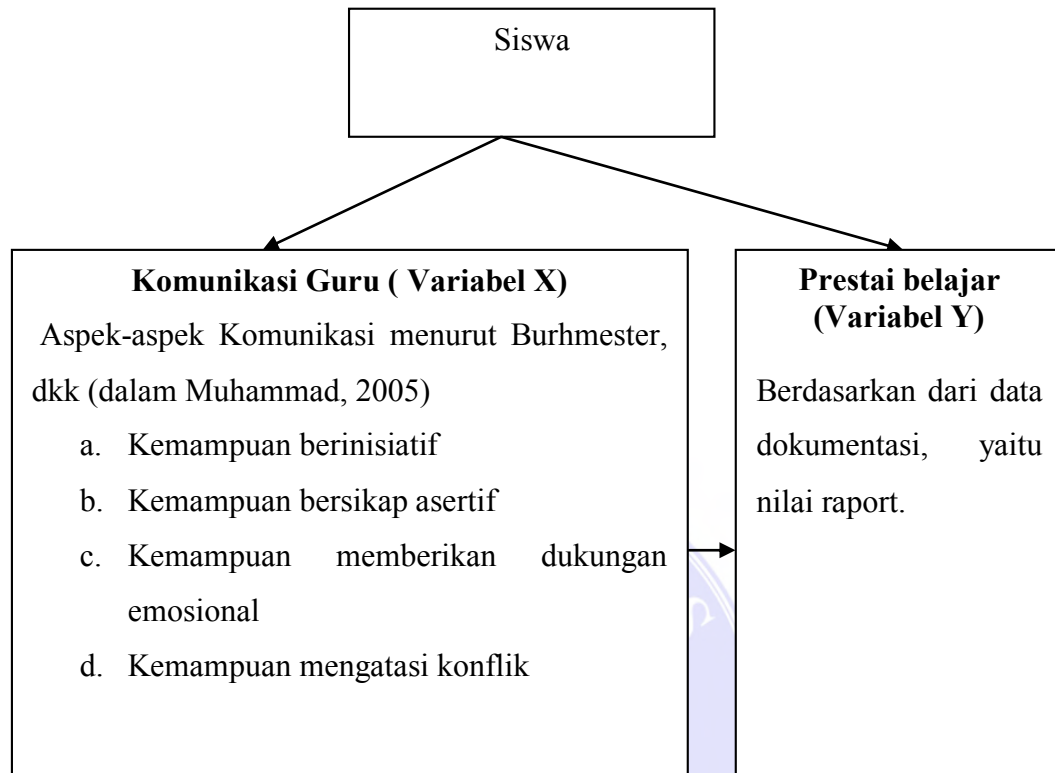 Siswa
Komunikasi Guru ( Variabel X)
Aspek-aspek Komunikasi menurut Burhmester,
dkk (dalam Muhammad, 2005)
a. Kemampuan berinisiatif
b. Kemampuan bersikap asertif
c. Kemampuan memberikan dukungan
emosional
d. Kemampuan mengatasi konflik
Prestai belajar
(Variabel Y)
Berdasarkan dari data
dokumentasi, yaitu
nilai raport.